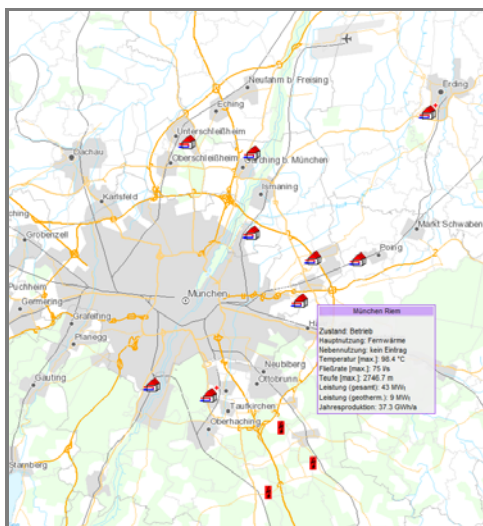 Neufahrn b. Freising
Erding
Eching
Unterschleißheim
Dachau
Oberschleißheim
Garching b. München
Karlsfeld
Ismaning
Markt Schwaben
Gröbenzell
Poing
Puchheim
München
Germering
Gräfelfing
Planegg
Gauting
Neubiberg
Ottobrunn
Taufkirchen
Oberhaching
Starnberg
München Riem
Zustand: Betrieb
Hauptnutzung: Fernwärme
Nebennutzung: kein Eintrag
Temperatur [max.]: 98.4 °C
Fließrate [max.]: 75 l/s
Teufe [max.]: 2746.7 m
Leistung (gesamt): 43 MWt
Leistung (geotherm.): 9 MWt
Jahresproduktion: 37.3 GWh/a